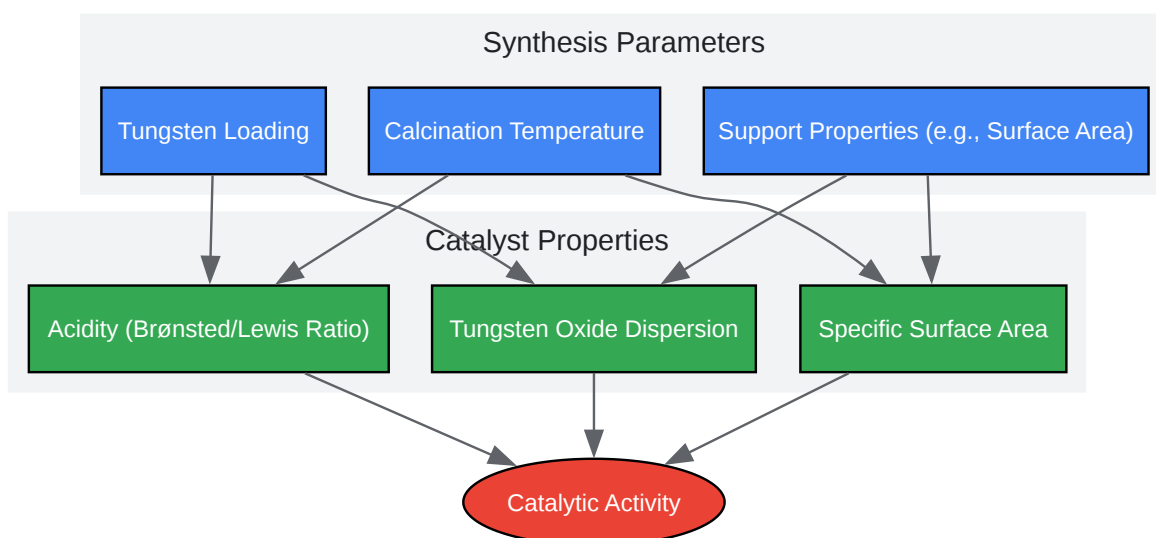 Synthesis Parameters
Tungsten Loading
Calcination Temperature
Support Properties (e.g., Surface Area)
Catalyst Properties
Acidity (Brønsted/Lewis Ratio)
Tungsten Oxide Dispersion
Specific Surface Area
Catalytic Activity